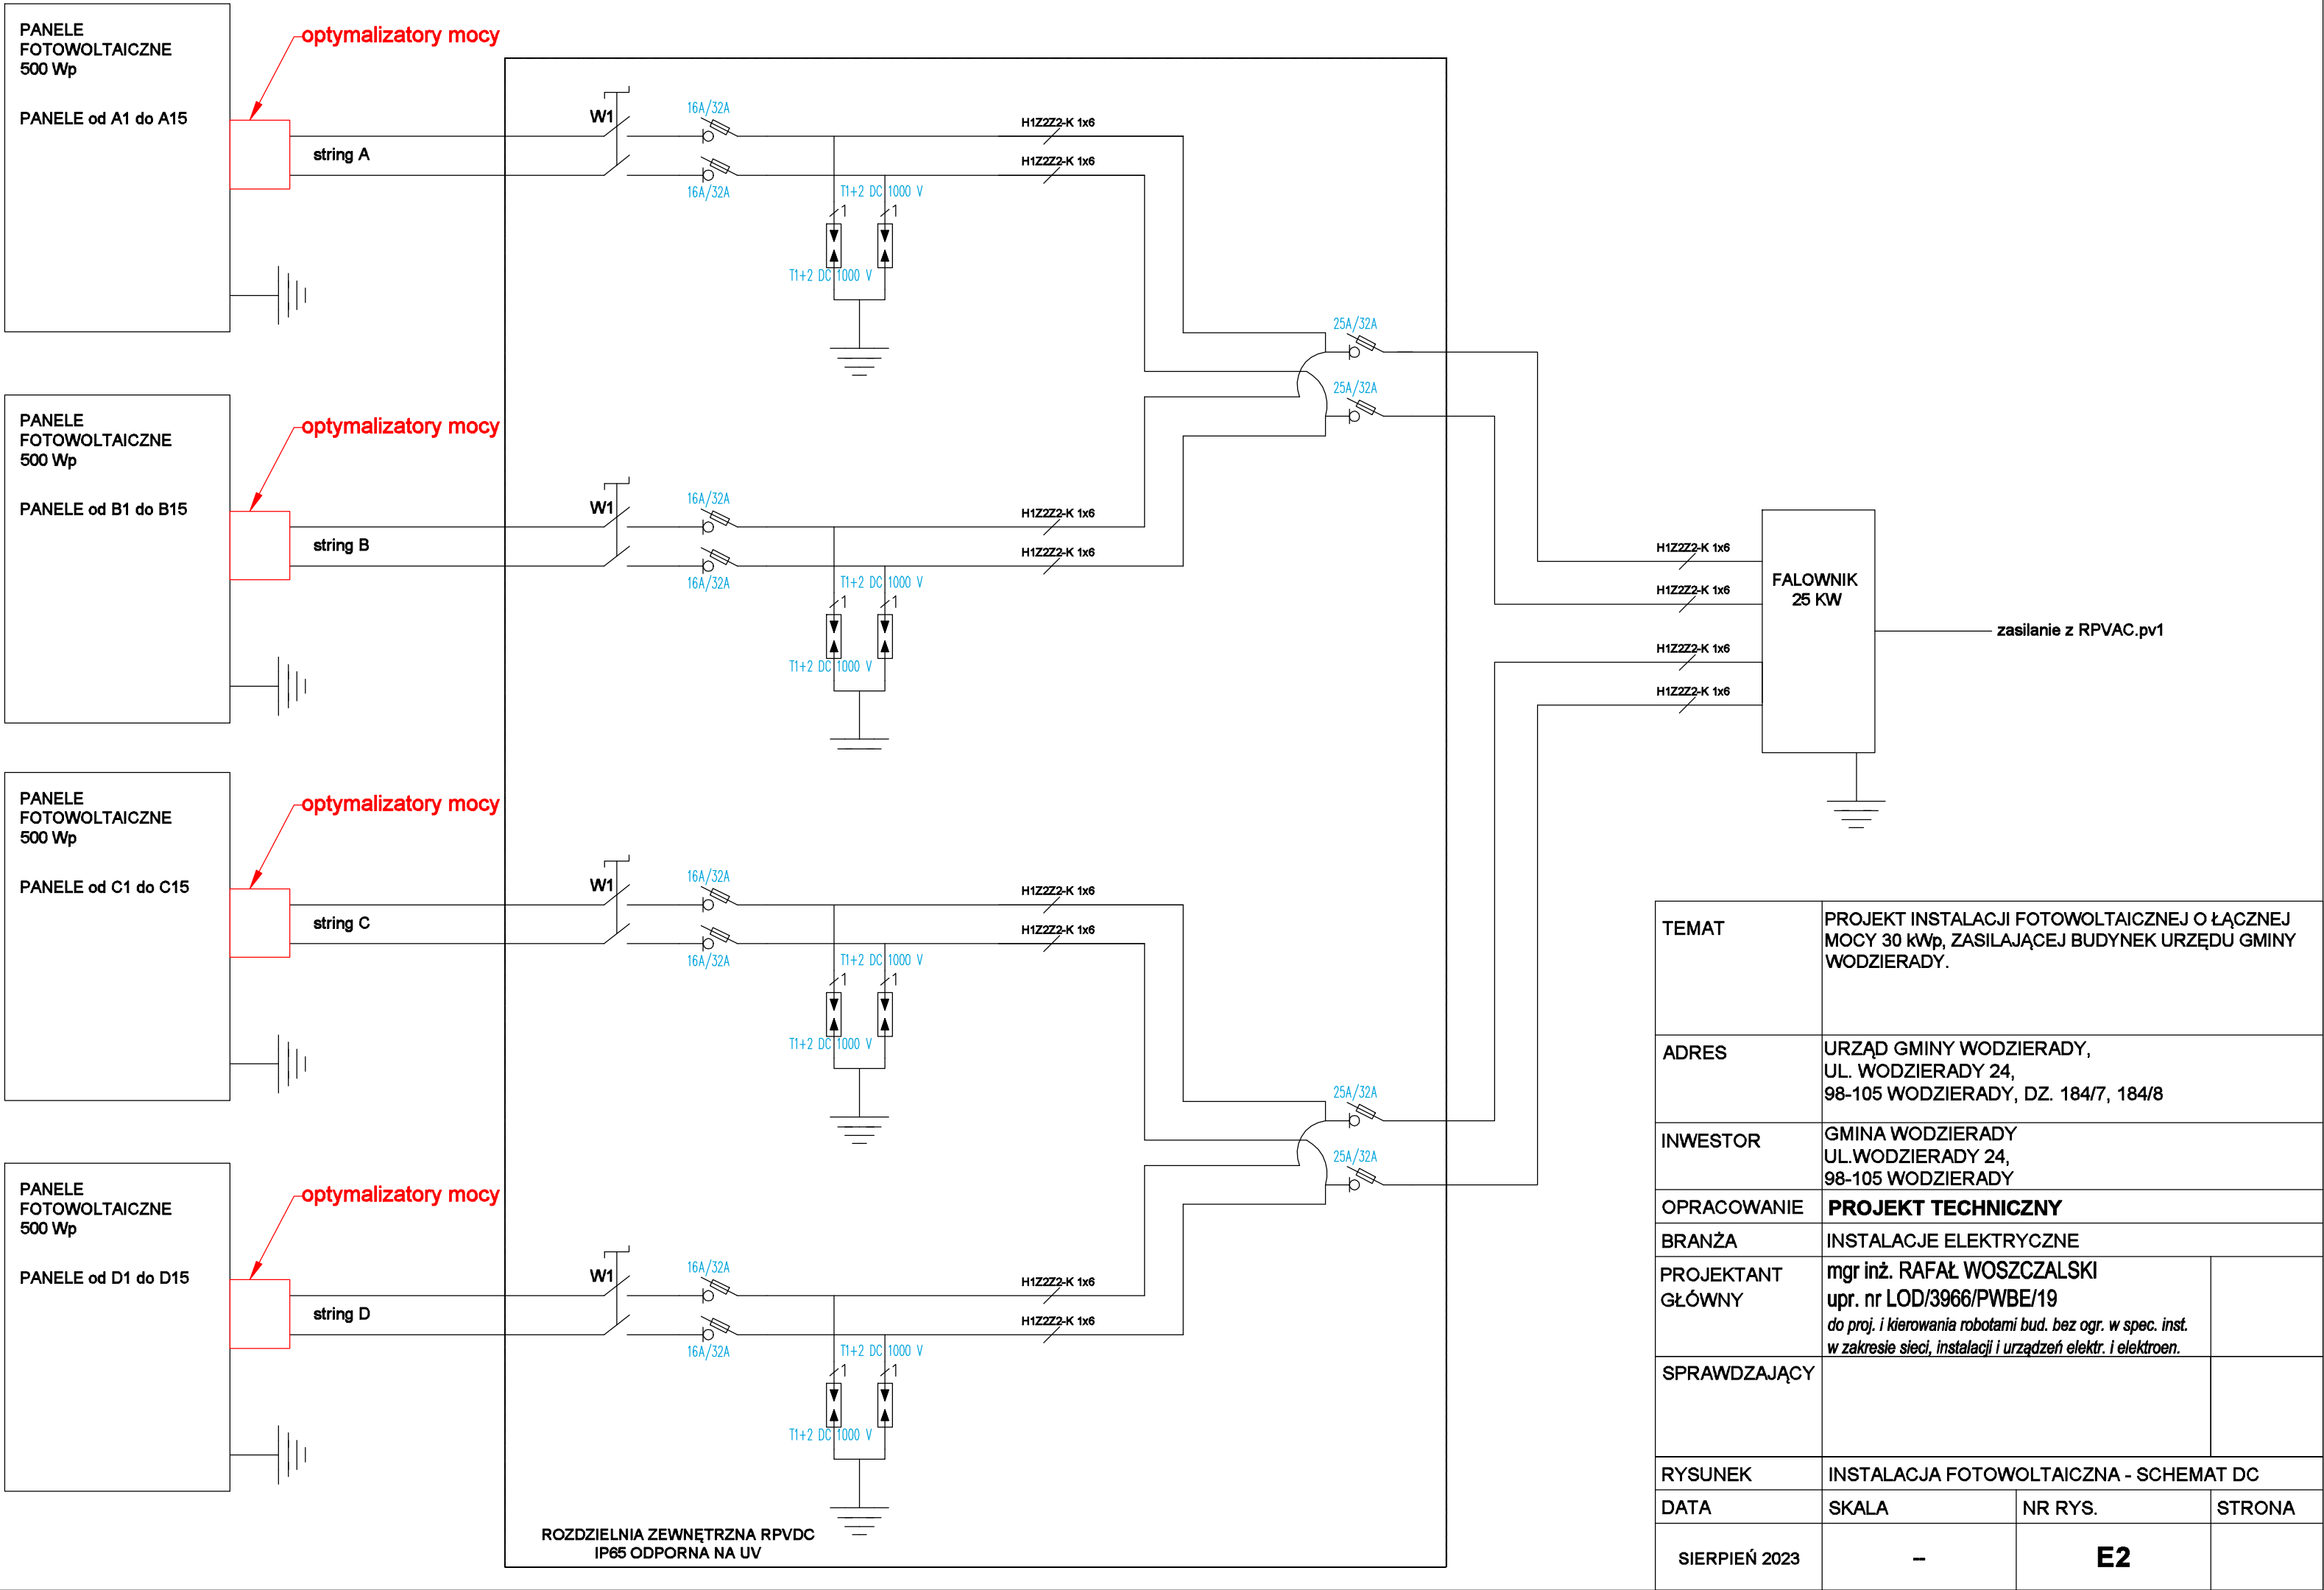 PANELE
FOTOWOLTAICZNE
500 Wp
PANELE od A1 do A15
optymalizatory mocy
string A
W1
16A/32A
16A/32A
H1Z2Z2-K 1x6
H1Z2Z2-K 1x6
T1+2 DC 1000 V
1
1
T1+2 DC 1000 V
25A/32A
25A/32A
PANELE
FOTOWOLTAICZNE
500 Wp
PANELE od B1 do B15
optymalizatory mocy
string B
W1
16A/32A
16A/32A
H1Z2Z2-K 1x6
H1Z2Z2-K 1x6
T1+2 DC 1000 V
1
1
T1+2 DC 1000 V
H1Z2Z2-K 1x6
H1Z2Z2-K 1x6
H1Z2Z2-K 1x6
H1Z2Z2-K 1x6
FALOWNIK
25 KW
zasilanie z RPVAC.pv1
PANELE
FOTOWOLTAICZNE
500 Wp
PANELE od C1 do C15
optymalizatory mocy
string C
W1
16A/32A
16A/32A
H1Z2Z2-K 1x6
H1Z2Z2-K 1x6
T1+2 DC 1000 V
1
1
T1+2 DC 1000 V
25A/32A
25A/32A
PANELE
FOTOWOLTAICZNE
500 Wp
PANELE od D1 do D15
optymalizatory mocy
string D
W1
16A/32A
16A/32A
H1Z2Z2-K 1x6
H1Z2Z2-K 1x6
T1+2 DC 1000 V
1
1
T1+2 DC 1000 V
ROZDZIELNIA ZEWNĘTRZNA RPVDC
IP65 ODPORNA NA UV
TEMAT
PROJEKT INSTALACJI FOTOWOLTAICZNEJ O ŁĄCZNEJ
MOCY 30 kWp, ZASILAJĄCEJ BUDYNEK URZĘDU GMINY
WODZIERADY.
ADRES
URZĄD GMINY WODZIERADY,
UL. WODZIERADY 24,
98-105 WODZIERADY, DZ. 184/7, 184/8
INWESTOR
GMINA WODZIERADY
UL.WODZIERADY 24,
98-105 WODZIERADY
OPRACOWANIE PROJEKT TECHNICZNY
BRANŻA INSTALACJE ELEKTRYCZNE
PROJEKTANT
GŁÓWNY
mgr inż. RAFAŁ WOSZCZALSKI
upr. nr LOD/3966/PWBE/19
do proj. i kierowania robotami bud. bez ogr. w spec. inst.
w zakresie sieci, instalacji i urządzeń elektr. i elektroen.
SPRAWDZAJĄCY
RYSUNEK INSTALACJA FOTOWOLTAICZNA - SCHEMAT DC
DATA SKALA NR RYS. STRONA
SIERPIEŃ 2023 -- E2